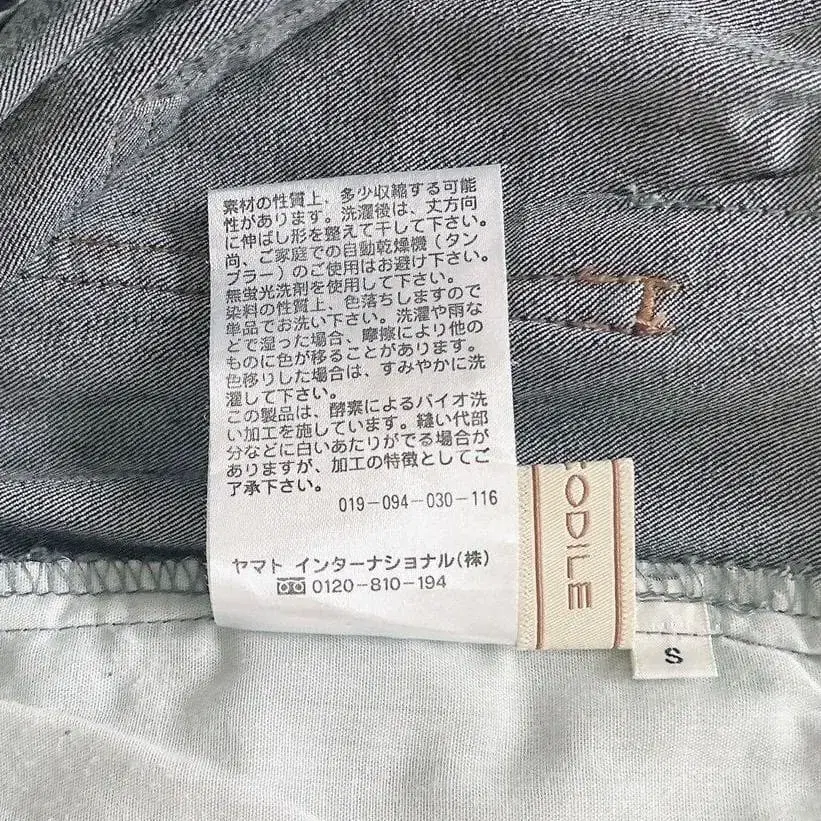 素材の性質上、多少収縮する可能
性があります。洗濯後は、丈方向
に伸ばし形を整えて干して下さい。
尚、ご家庭での自動乾燥機（タン
ブラー）のご使用はお避け下さい。
無蛍光洗剤を使用して下さい。
染料の性質上、色落ちしますので
単品でお洗い下さい。洗濯や雨な
どで湿った場合、摩擦により他の
ものに色が移ることがあります。
色移りした場合は、すみやかに洗
濯して下さい。
この製品は、酵素によるバイオ洗
い加工を施しています。縫い代部
分などに白いあたりがでる場合が
ありますが、加工の特徴としてご
了承下さい。
019-094-030-116
ヤマト インターナショナル(株)
0120-810-194
CODILE
S